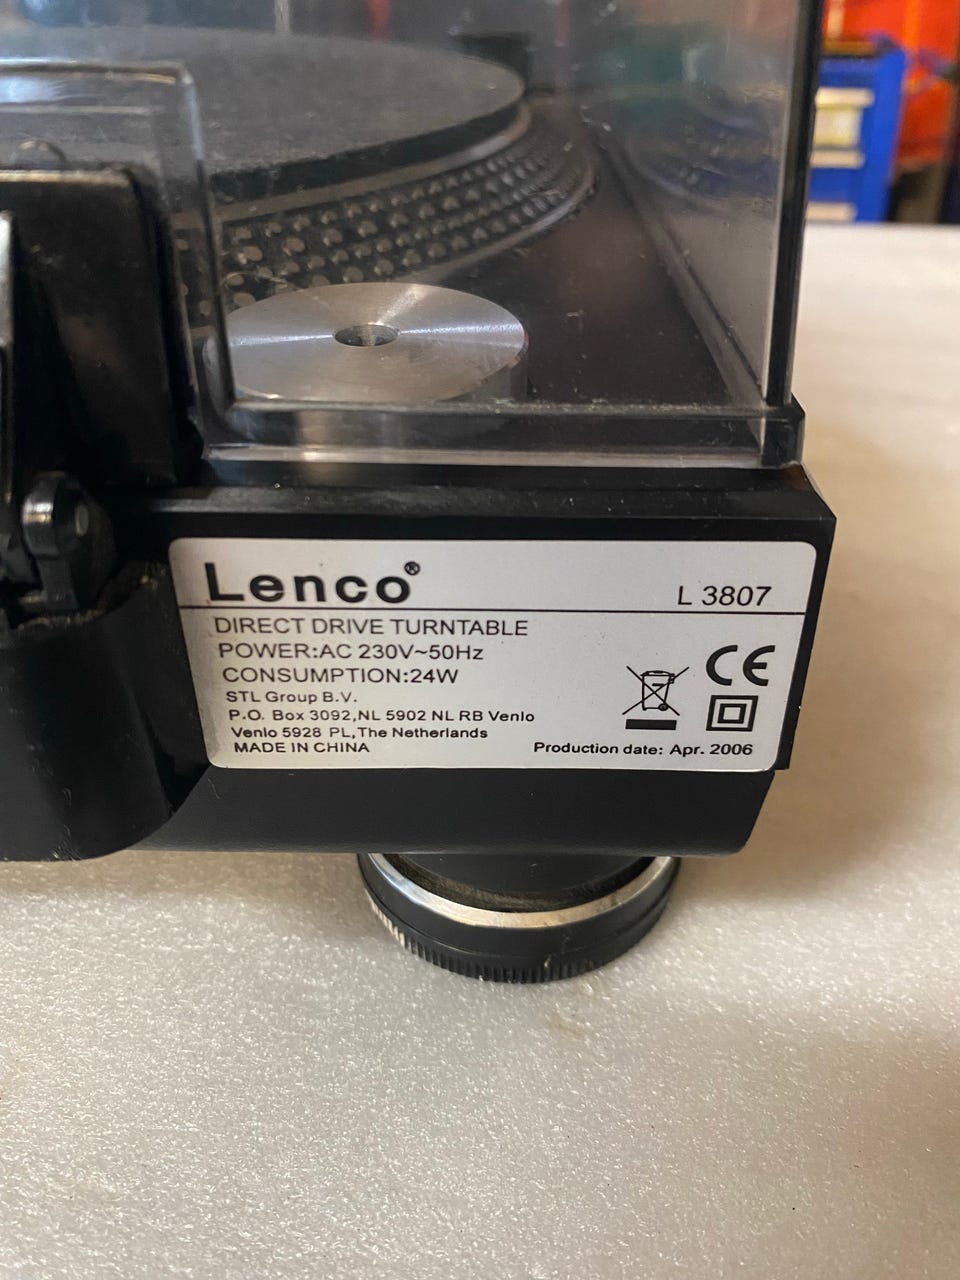 Lenco®
L 3807
DIRECT DRIVE TURNTABLE
POWER:AC 230V~50Hz
CONSUMPTION:24W
STL Group B.V.
P.O. Box 3092,NL 5902 NL RB Venlo
Venlo 5928 PL,The Netherlands
MADE IN CHINA
Production date: Apr. 2006
CE